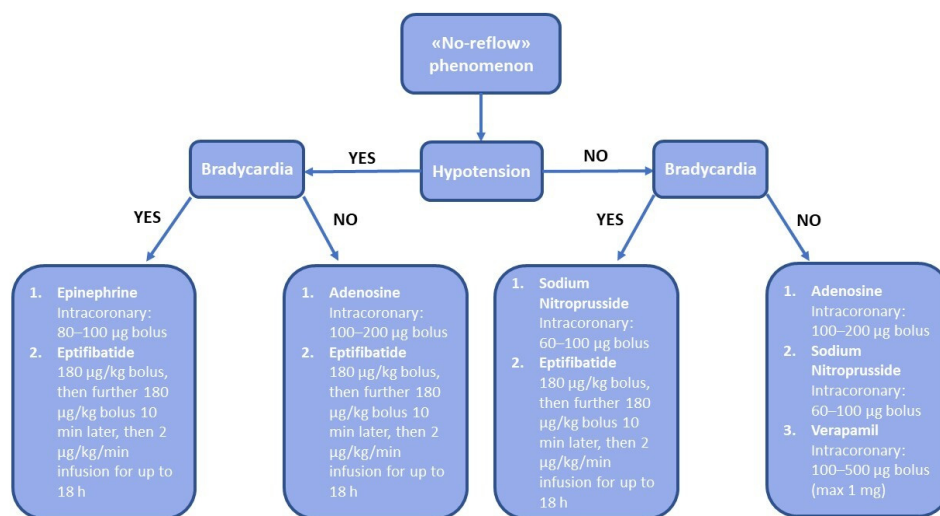 «No-reflow»
phenomenon
YES
NO
Bradycardia
Hypotension
Bradycardia
YES
NO
YES
NO
1. Epinephrine
Intracoronary:
80–100 µg bolus
2. Eptifibatide
180 µg/kg bolus,
then further 180
µg/kg bolus 10
min later, then 2
µg/kg/min
infusion for up to
18 h
1. Adenosine
Intracoronary:
100–200 µg bolus
2. Eptifibatide
180 µg/kg bolus,
then further 180
µg/kg bolus 10
min later, then 2
µg/kg/min
infusion for up to
18 h
1. Sodium
Nitroprusside
Intracoronary:
60–100 µg bolus
2. Eptifibatide
180 µg/kg bolus,
then further 180
µg/kg bolus 10
min later, then 2
µg/kg/min
infusion for up to
18 h
1. Adenosine
Intracoronary:
100–200 µg bolus
2. Sodium
Nitroprusside
Intracoronary:
60–100 µg bolus
3. Verapamil
Intracoronary:
100–500 µg bolus
(max 1 mg)